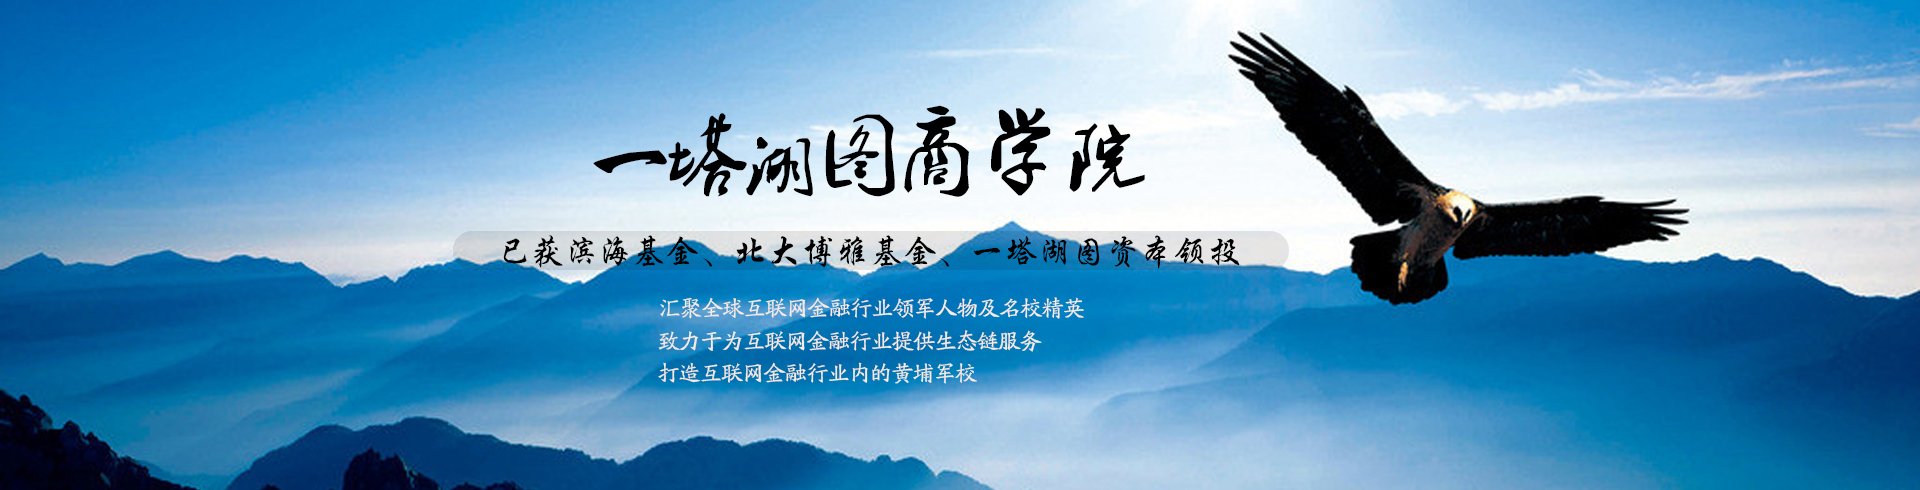 一塔湖图商学院
已获滨海基金、北大博雅基金、一塔湖图资本领投
汇聚全球互联网金融行业领军人物及名校精英
致力于为互联网金融行业提供生态链服务
打造互联网金融行业内的黄埔军校